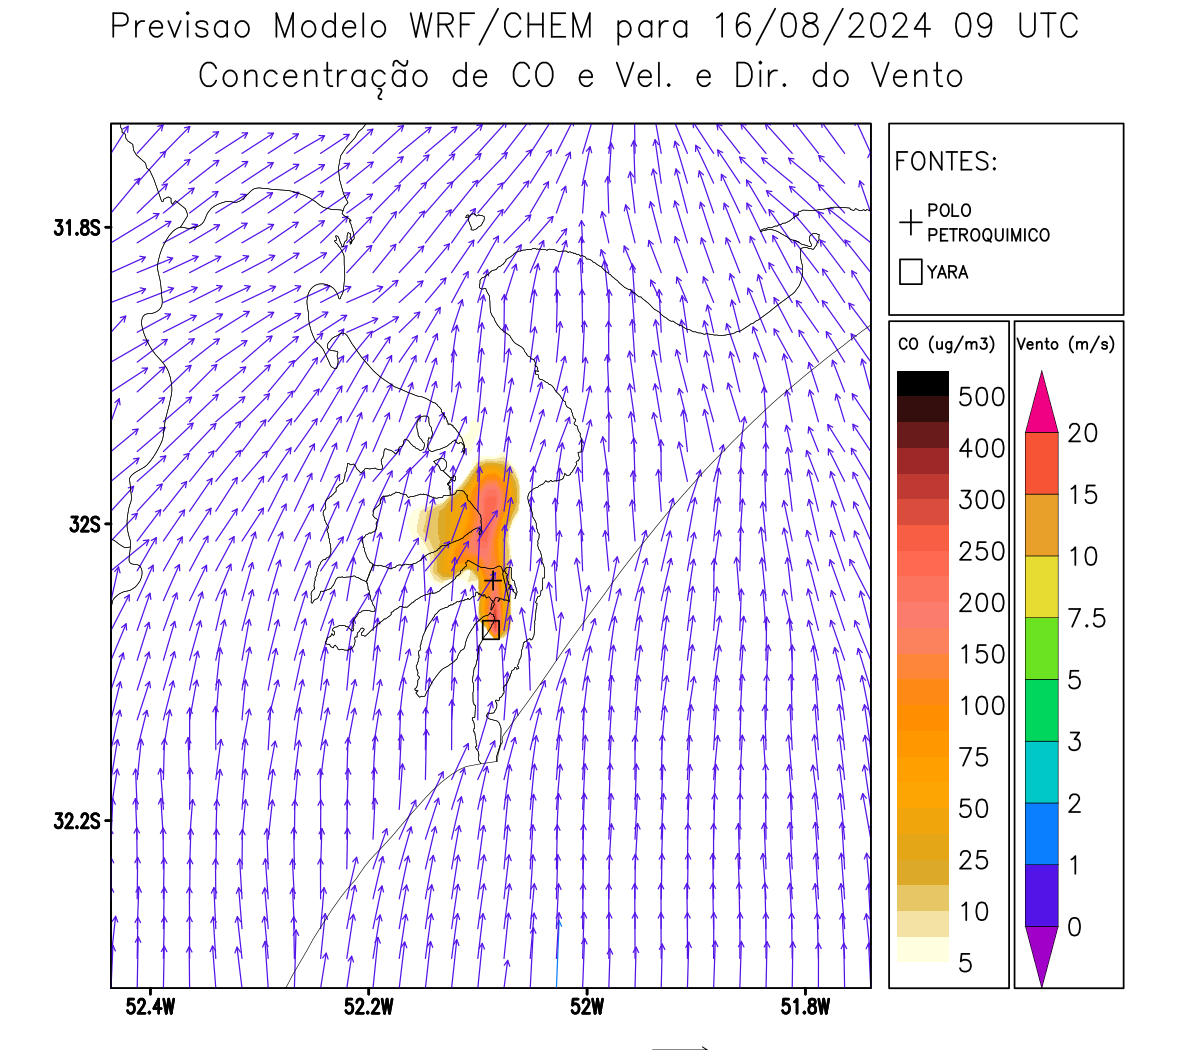 Previsao Modelo WRF/CHEM para 16/08/2024 09 UTC
Concentração de CO e Vel. e Dir. do Vento
FONTES:
POLO
PETROQUIMICO
YARA
31.8S
32S
32.2S
52.4W
52.2W
52W
51.8W
CO (ug/m3)
500
400
300
250
200
150
100
75
50
25
10
5
Vento (m/s)
20
15
10
7.5
5
3
2
1
0